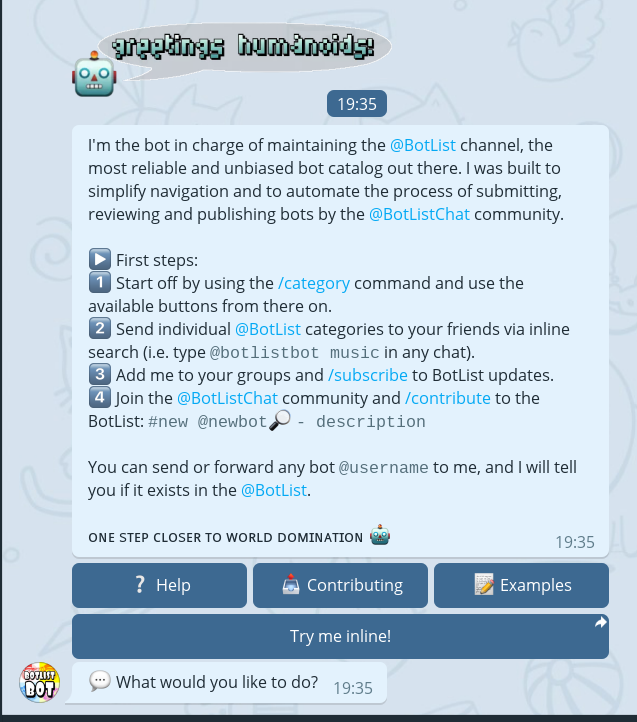 greetings humanoids!
19:35
I'm the bot in charge of maintaining the @BotList channel, the
most reliable and unbiased bot catalog out there. I was built to
simplify navigation and to automate the process of submitting,
reviewing and publishing bots by the @BotListChat community.
▶️ First steps:
1️⃣ Start off by using the /category command and use the
available buttons from there on.
2️⃣ Send individual @BotList categories to your friends via inline
search (i.e. type @botlistbot music in any chat).
3️⃣ Add me to your groups and /subscribe to BotList updates.
4️⃣ Join the @BotListChat community and /contribute to the
BotList: #new @newbot🔎 - description
You can send or forward any bot @username to me, and I will tell
you if it exists in the @BotList.
ᴏɴᴇ sᴛᴇᴘ ᴄʟᴏsᴇʀ ᴛᴏ ᴡᴏʀʟᴅ ᴅᴏᴍɪɴᴀᴛɪᴏɴ 🤖
19:35
❔ Help
📤 Contributing
📝 Examples
Try me inline!
BOTLIST
BOT
💬 What would you like to do? 19:35